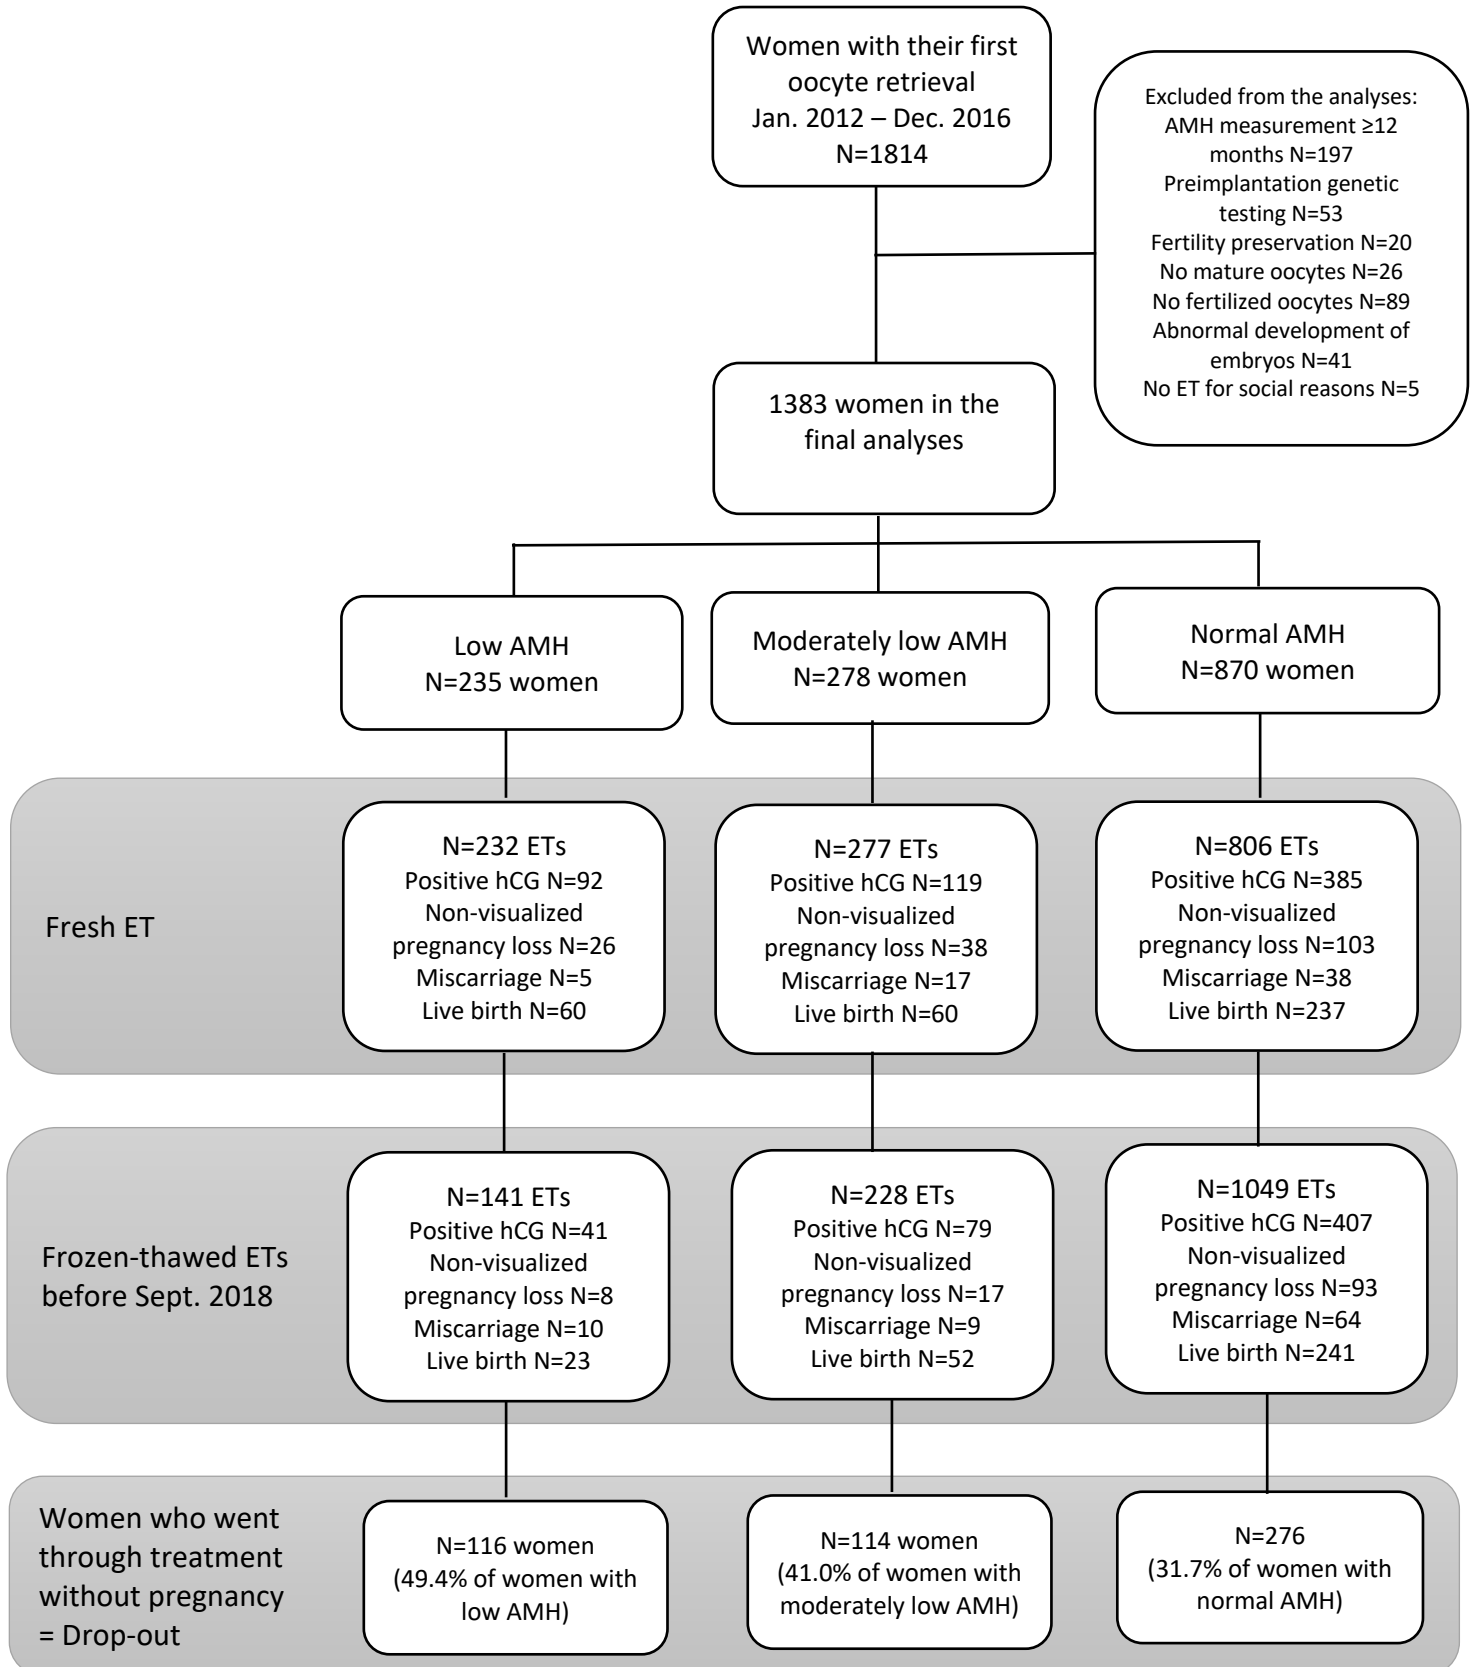 Women with their first
oocyte retrieval
Jan. 2012 – Dec. 2016
N=1814
Excluded from the analyses:
AMH measurement ≥12
months N=197
Preimplantation genetic
testing N=53
Fertility preservation N=20
No mature oocytes N=26
No fertilized oocytes N=89
Abnormal development of
embryos N=41
No ET for social reasons N=5
1383 women in the
final analyses
Low AMH
N=235 women
Moderately low AMH
N=278 women
Normal AMH
N=870 women
Fresh ET
N=232 ETs
Positive hCG N=92
Non-visualized
pregnancy loss N=26
Miscarriage N=5
Live birth N=60
N=277 ETs
Positive hCG N=119
Non-visualized
pregnancy loss N=38
Miscarriage N=17
Live birth N=60
N=806 ETs
Positive hCG N=385
Non-visualized
pregnancy loss N=103
Miscarriage N=38
Live birth N=237
Frozen-thawed ETs
before Sept. 2018
N=141 ETs
Positive hCG N=41
Non-visualized
pregnancy loss N=8
Miscarriage N=10
Live birth N=23
N=228 ETs
Positive hCG N=79
Non-visualized
pregnancy loss N=17
Miscarriage N=9
Live birth N=52
N=1049 ETs
Positive hCG N=407
Non-visualized
pregnancy loss N=93
Miscarriage N=64
Live birth N=241
Women who went
through treatment
without pregnancy
= Drop-out
N=116 women
(49.4% of women with
low AMH)
N=114 women
(41.0% of women with
moderately low AMH)
N=276
(31.7% of women with
normal AMH)